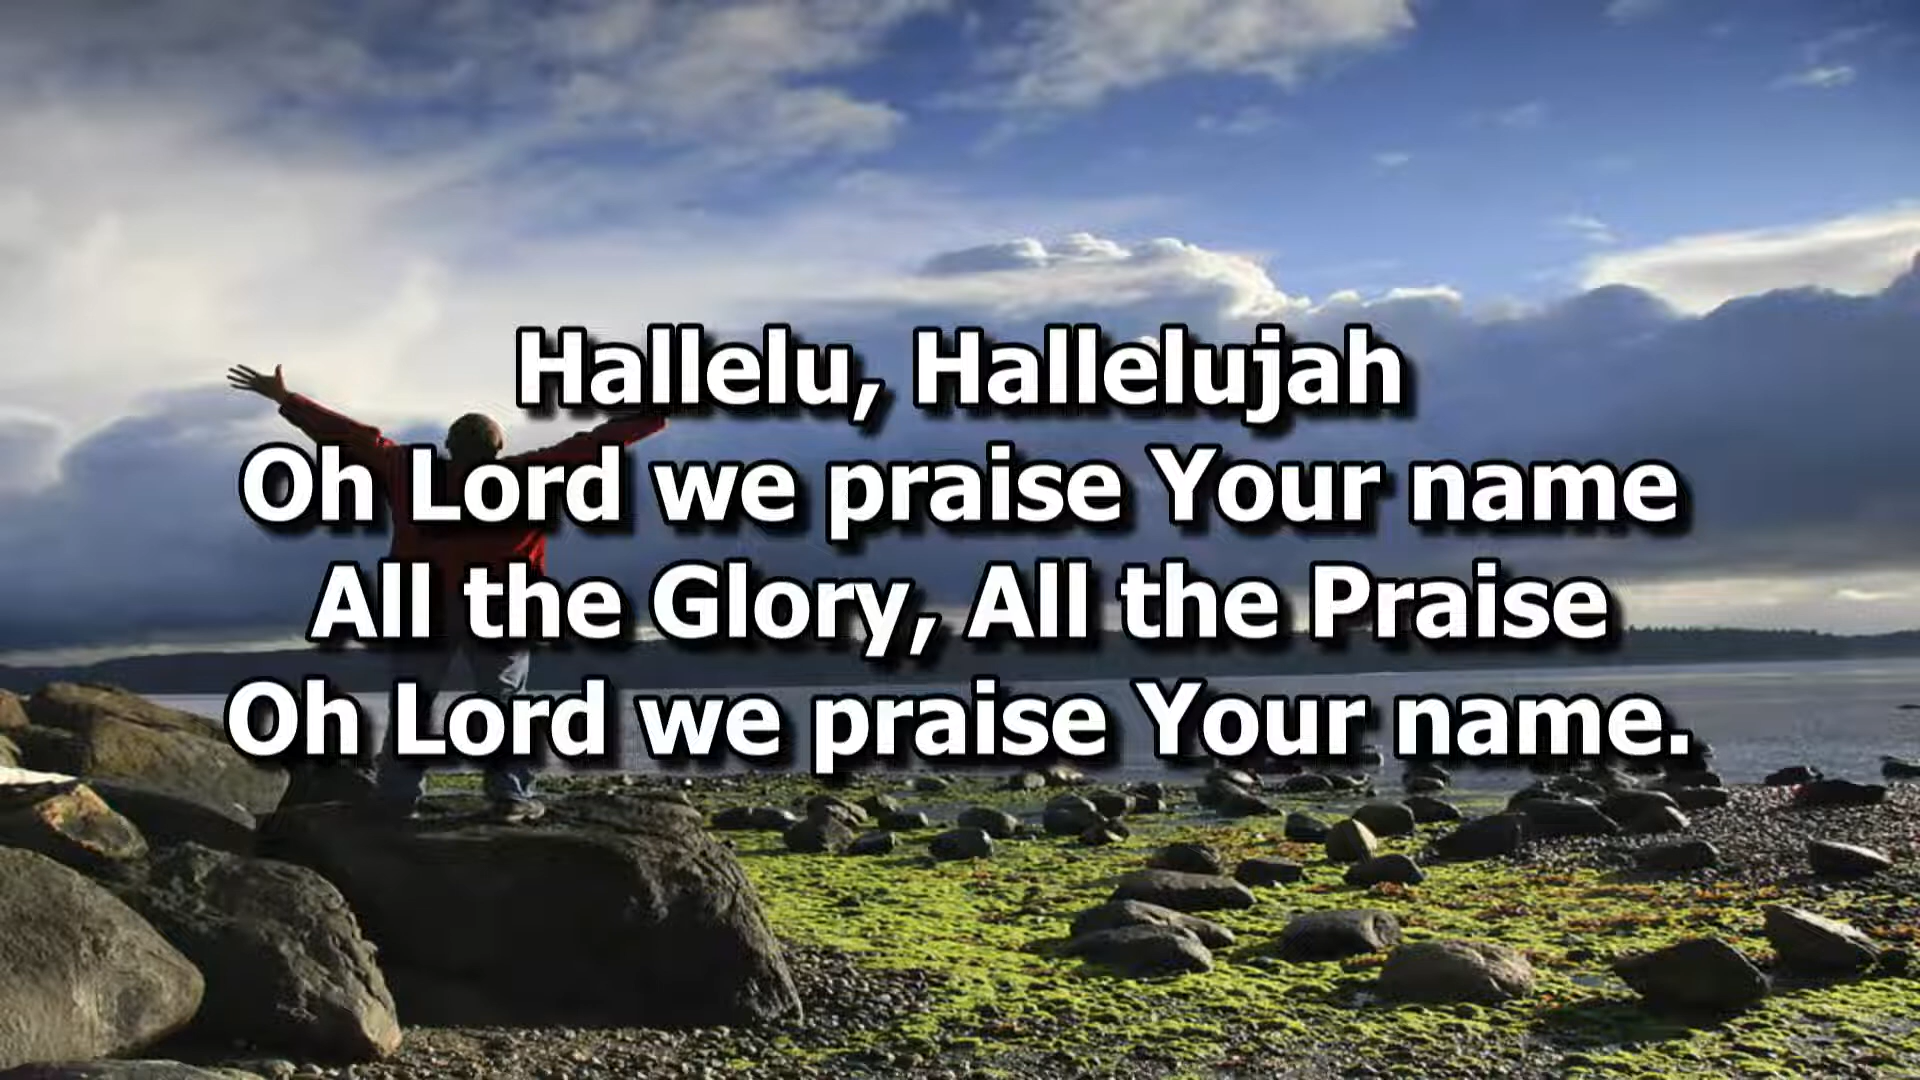 Hallelu, Hallelujah
Oh Lord we praise Your name
All the Glory, All the Praise
Oh Lord we praise Your name.